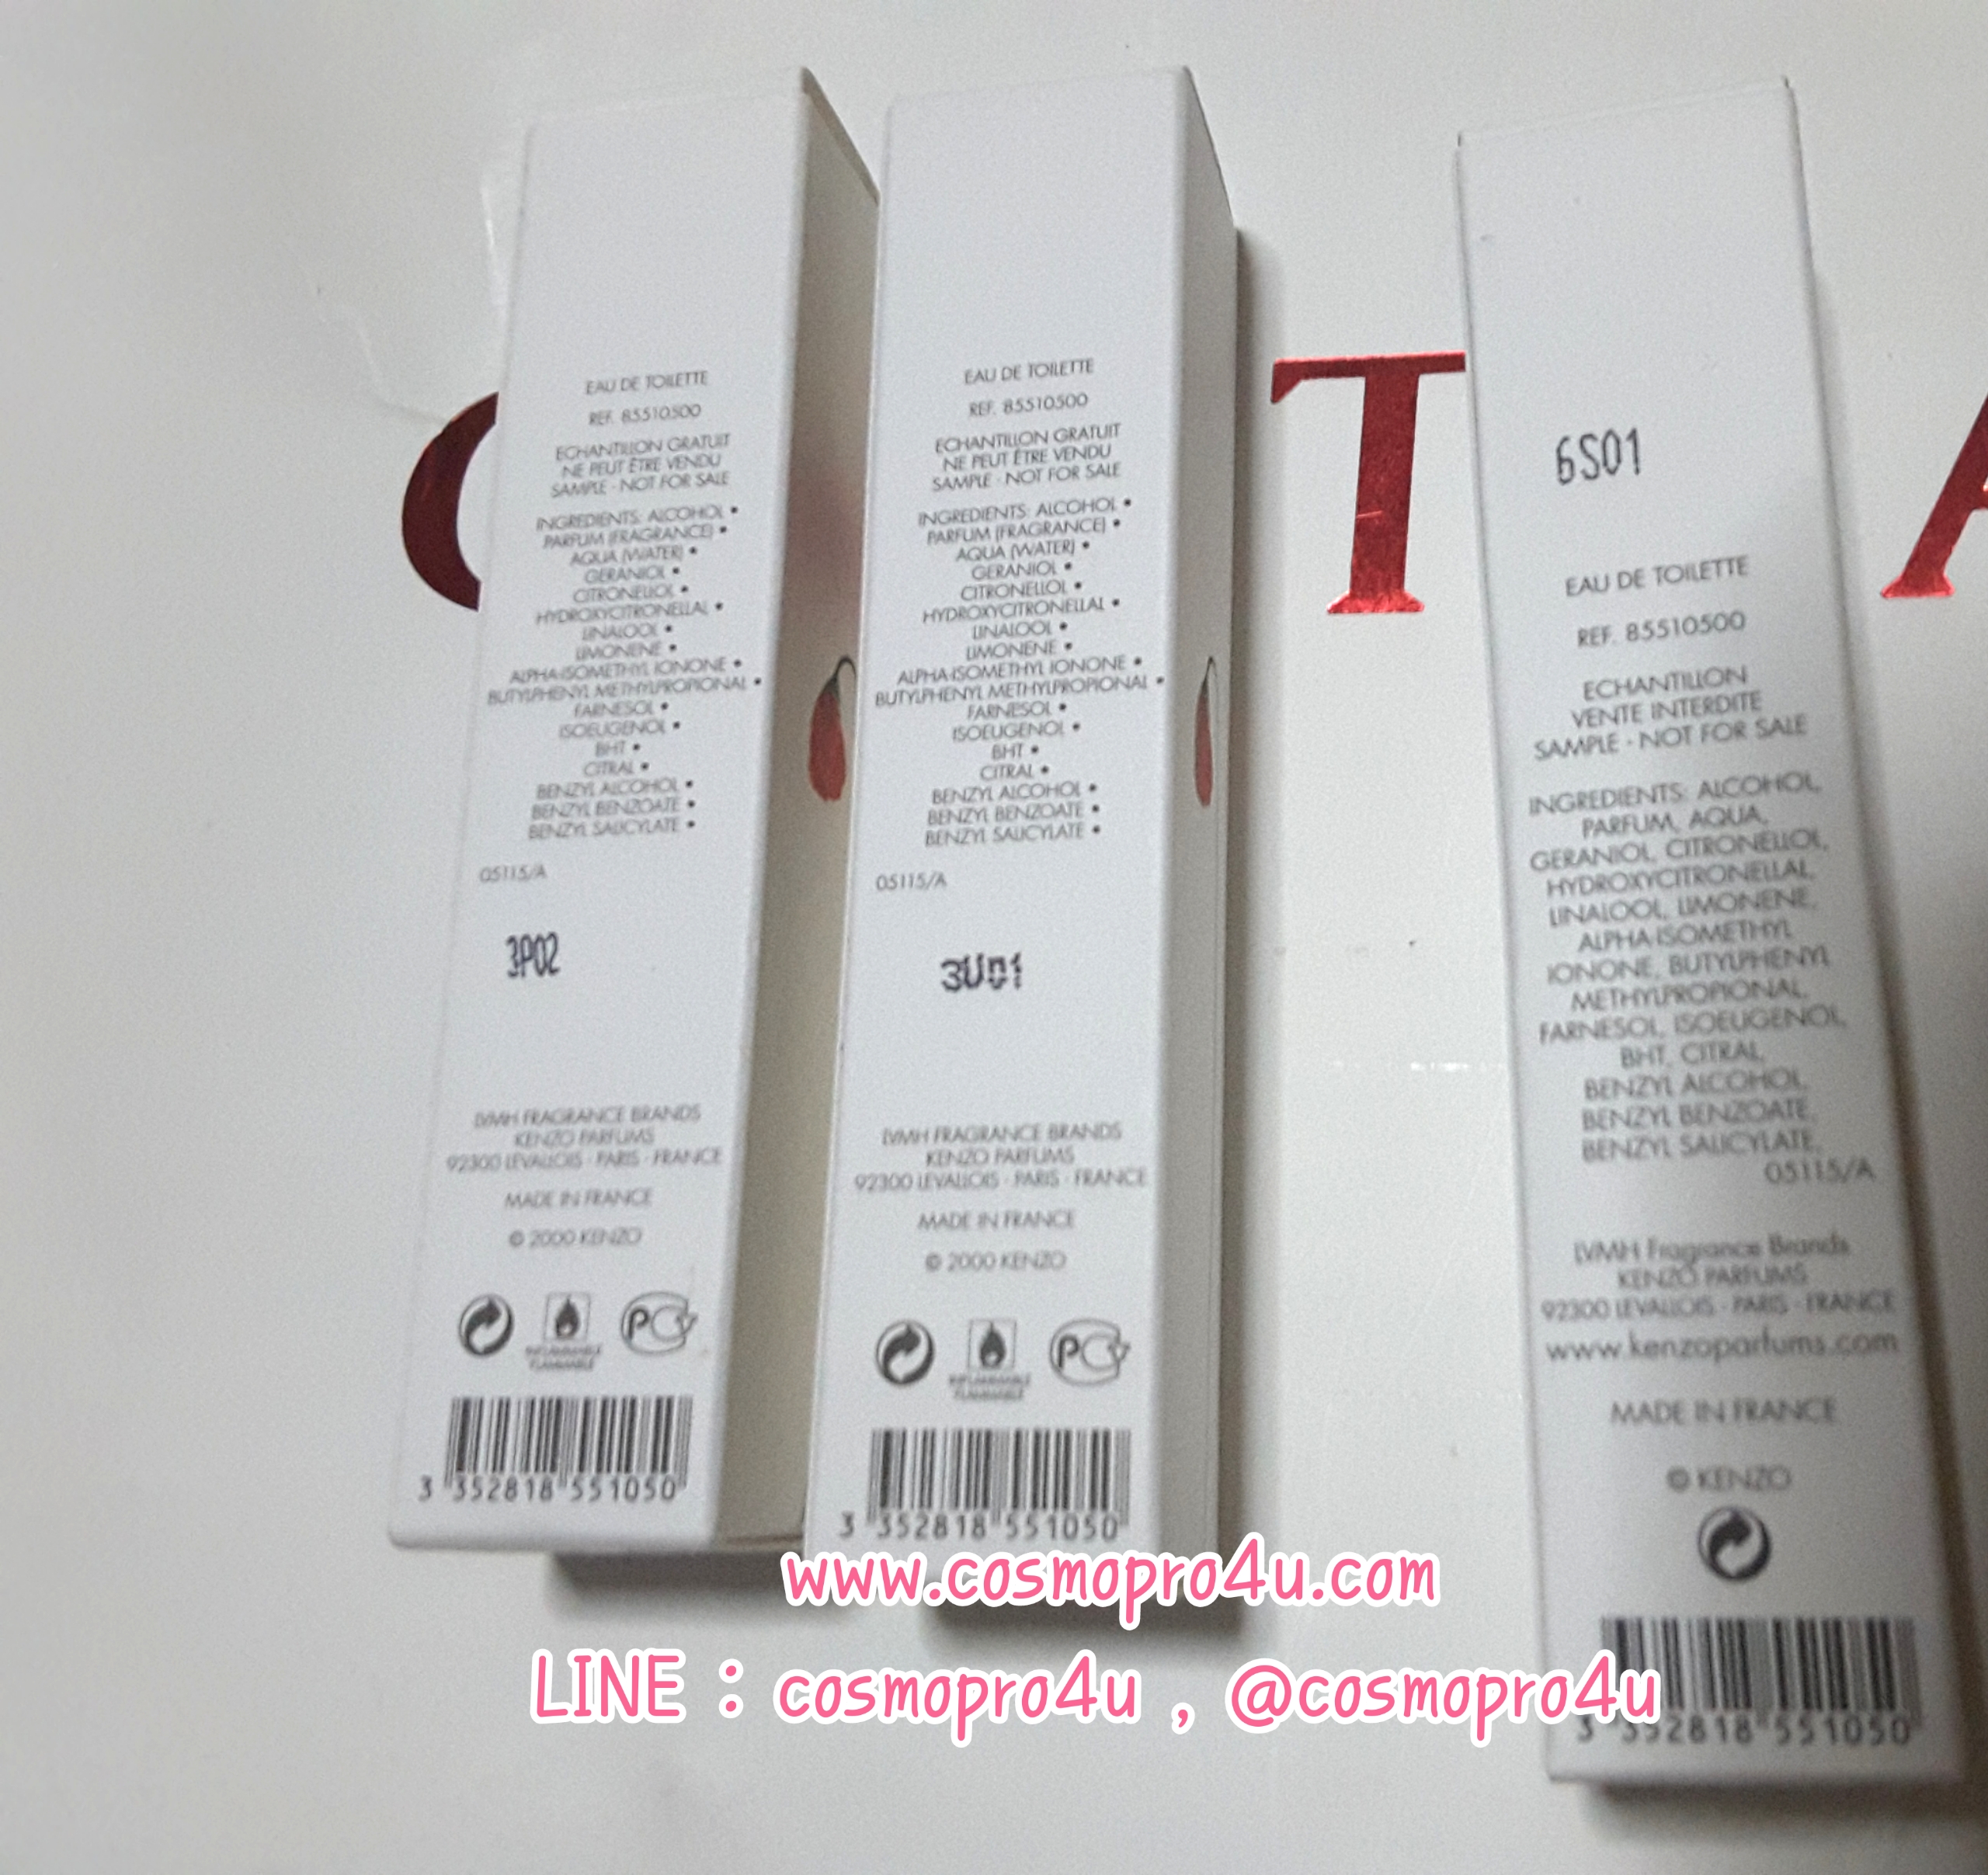 EAU DE TOILETTE
REF. 85510500
ECHANTILLON GRATUIT
NE PEUT ÊTRE VENDU
SAMPLE - NOT FOR SALE
INGREDIENTS: ALCOHOL •
PARFUM (FRAGRANCE) •
AQUA (WATER) •
GERANIOL •
CITRONELLOL •
HYDROXYCITRONELLAL •
LINALOOL •
LIMONENE •
ALPHA-ISOMETHYL IONONE •
BUTYLPHENYL METHYLPROPIONAL •
FARNESOL •
ISOEUGENOL •
BHT •
CITRAL •
BENZYL ALCOHOL •
BENZYL BENZOATE •
BENZYL SALICYLATE •
05115/A
3P02
LVMH FRAGRANCE BRANDS
KENZO PARFUMS
92300 LEVALLOIS - PARIS - FRANCE
MADE IN FRANCE
© 2000 KENZO
INFLAMMABLE
FLAMMABLE
3 352818 551050
EAU DE TOILETTE
REF. 85510500
ECHANTILLON GRATUIT
NE PEUT ÊTRE VENDU
SAMPLE - NOT FOR SALE
INGREDIENTS: ALCOHOL •
PARFUM (FRAGRANCE) •
AQUA (WATER) •
GERANIOL •
CITRONELLOL •
HYDROXYCITRONELLAL •
LINALOOL •
LIMONENE •
ALPHA-ISOMETHYL IONONE •
BUTYLPHENYL METHYLPROPIONAL •
FARNESOL •
ISOEUGENOL •
BHT •
CITRAL •
BENZYL ALCOHOL •
BENZYL BENZOATE •
BENZYL SALICYLATE •
05115/A
3U01
LVMH FRAGRANCE BRANDS
KENZO PARFUMS
92300 LEVALLOIS - PARIS - FRANCE
MADE IN FRANCE
© 2000 KENZO
INFLAMMABLE
FLAMMABLE
3 352818 551050
T
6S01
EAU DE TOILETTE
REF. 85510500
ECHANTILLON
VENTE INTERDITE
SAMPLE - NOT FOR SALE
INGREDIENTS: ALCOHOL,
PARFUM, AQUA,
GERANIOL, CITRONELLOL,
HYDROXYCITRONELLAL,
LINALOOL, LIMONENE,
ALPHA-ISOMETHYL
IONONE, BUTYLPHENYL
METHYLPROPIONAL,
FARNESOL, ISOEUGENOL,
BHT, CITRAL,
BENZYL ALCOHOL,
BENZYL BENZOATE,
BENZYL SALICYLATE,
05115/A
LVMH Fragrance Brands
KENZO PARFUMS
92300 LEVALLOIS - PARIS - FRANCE
www.kenzoparfums.com
MADE IN FRANCE
© KENZO
3 352818 551050
www.cosmopro4u.com
LINE : cosmopro4u , @cosmopro4u